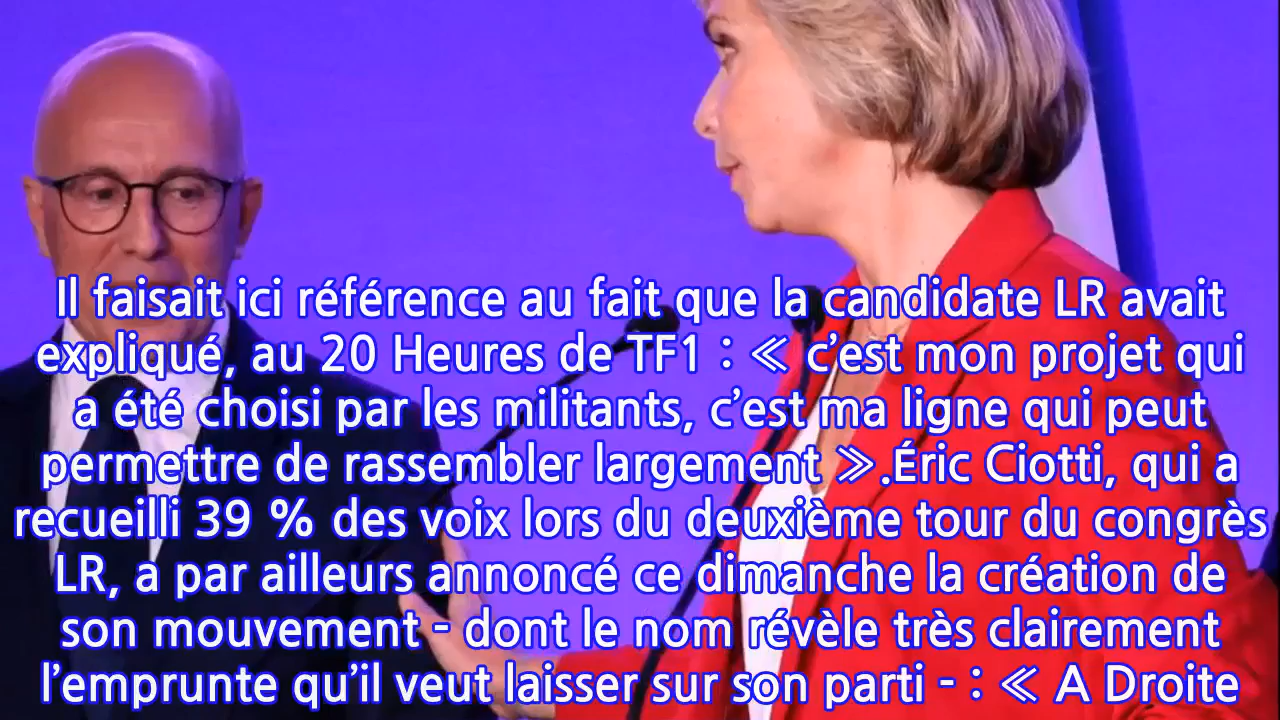 Il faisait ici référence au fait que la candidate LR avait
expliqué, au 20 Heures de TF1 : ≪ c’est mon projet qui
a été choisi par les militants, c’est ma ligne qui peut
permettre de rassembler largement ≫.Éric Ciotti, qui a
recueilli 39 % des voix lors du deuxième tour du congrès
LR, a par ailleurs annoncé ce dimanche la création de
son mouvement - dont le nom révèle très clairement
l’emprunte qu’il veut laisser sur son parti - : ≪ A Droite